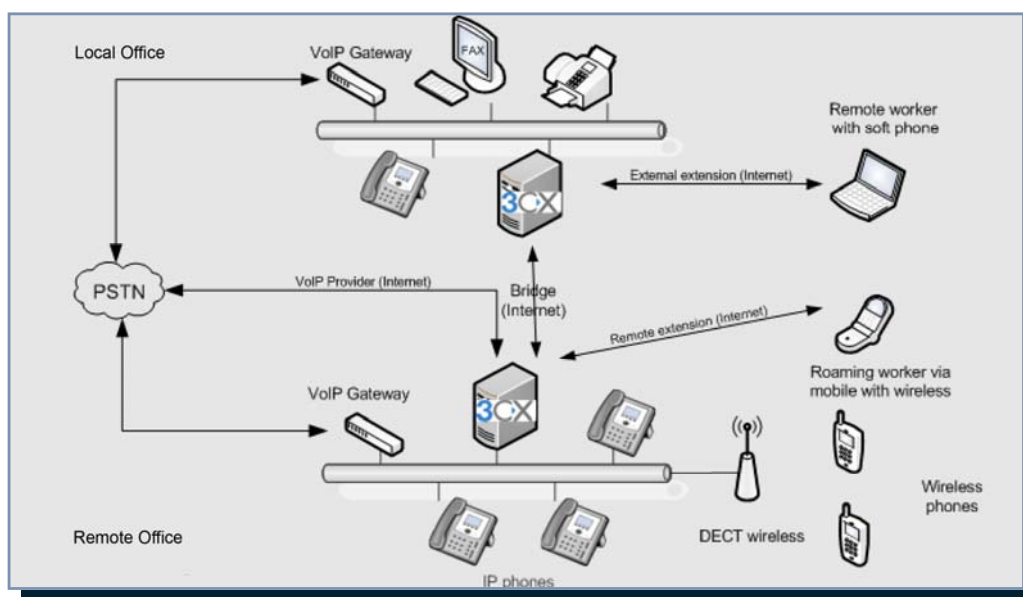 Local Office
VoIP Gateway
FAX
Remote worker
with soft phone
External extension (Internet)
3CX
PSTN
VoIP Provider (Internet)
Bridge
(Internet)
Remote extension (Internet)
Roaming worker via
mobile with wireless
VoIP Gateway
3CX
Wireless
phones
Remote Office
DECT wireless
IP phones